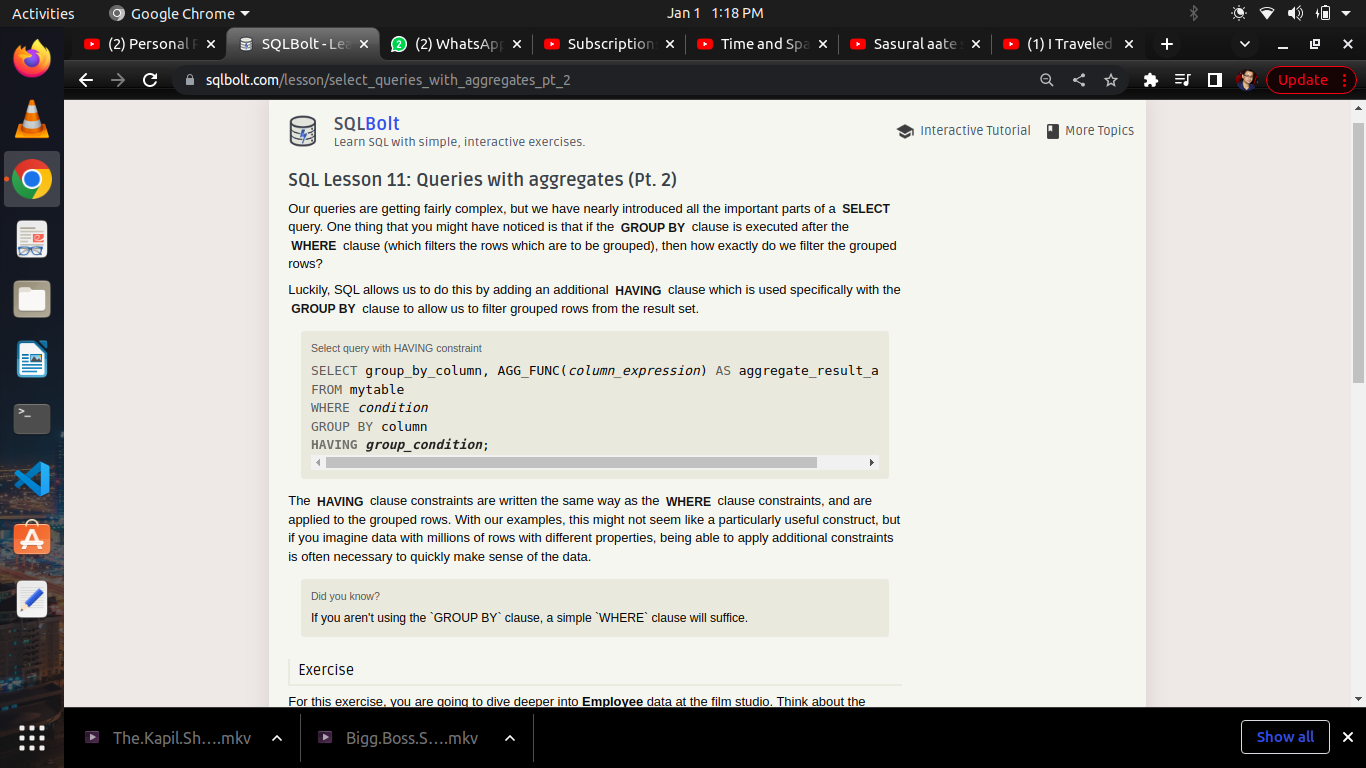 Activities
Google Chrome
Jan 1 1:18 PM
(2) Personal F
SQLBolt - Lea
(2) WhatsApp
Subscription
Time and Spa
Sasural aate s
(1) I Traveled
sqlbolt.com/lesson/select_queries_with_aggregates_pt_2
Update
SQLBolt
Learn SQL with simple, interactive exercises.
Interactive Tutorial
More Topics
SQL Lesson 11: Queries with aggregates (Pt. 2)
Our queries are getting fairly complex, but we have nearly introduced all the important parts of a SELECT
query. One thing that you might have noticed is that if the GROUP BY clause is executed after the
WHERE clause (which filters the rows which are to be grouped), then how exactly do we filter the grouped
rows?
Luckily, SQL allows us to do this by adding an additional HAVING clause which is used specifically with the
GROUP BY clause to allow us to filter grouped rows from the result set.
Select query with HAVING constraint
SELECT group_by_column, AGG_FUNC(column_expression) AS aggregate_result_a
FROM mytable
WHERE condition
GROUP BY column
HAVING group_condition;
The HAVING clause constraints are written the same way as the WHERE clause constraints, and are
applied to the grouped rows. With our examples, this might not seem like a particularly useful construct, but
if you imagine data with millions of rows with different properties, being able to apply additional constraints
is often necessary to quickly make sense of the data.
Did you know?
If you aren't using the `GROUP BY` clause, a simple `WHERE` clause will suffice.
Exercise
For this exercise, you are going to dive deeper into Employee data at the film studio. Think about the
The.Kapil.Sh....mkv
Bigg.Boss.S....mkv
Show all